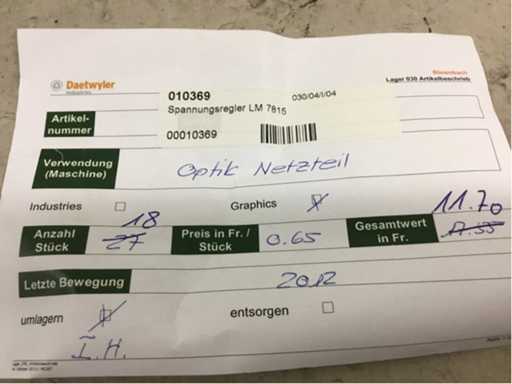 Daetwyler
Industries
Bleienbach
Lager 030 Artikelbeschrieb
010369
030/04/I/04
Spannungsregler LM 7815
Artikel-
nummer
00010369
Verwendung
(Maschine)
Optik Netzteil
Industries
Graphics
18
11.70
Anzahl
Stück
27
Preis in Fr. /
Stück
0.65
Gesamtwert
in Fr.
17.55
Letzte Bewegung
2012
umlagern
entsorgen
I.H.